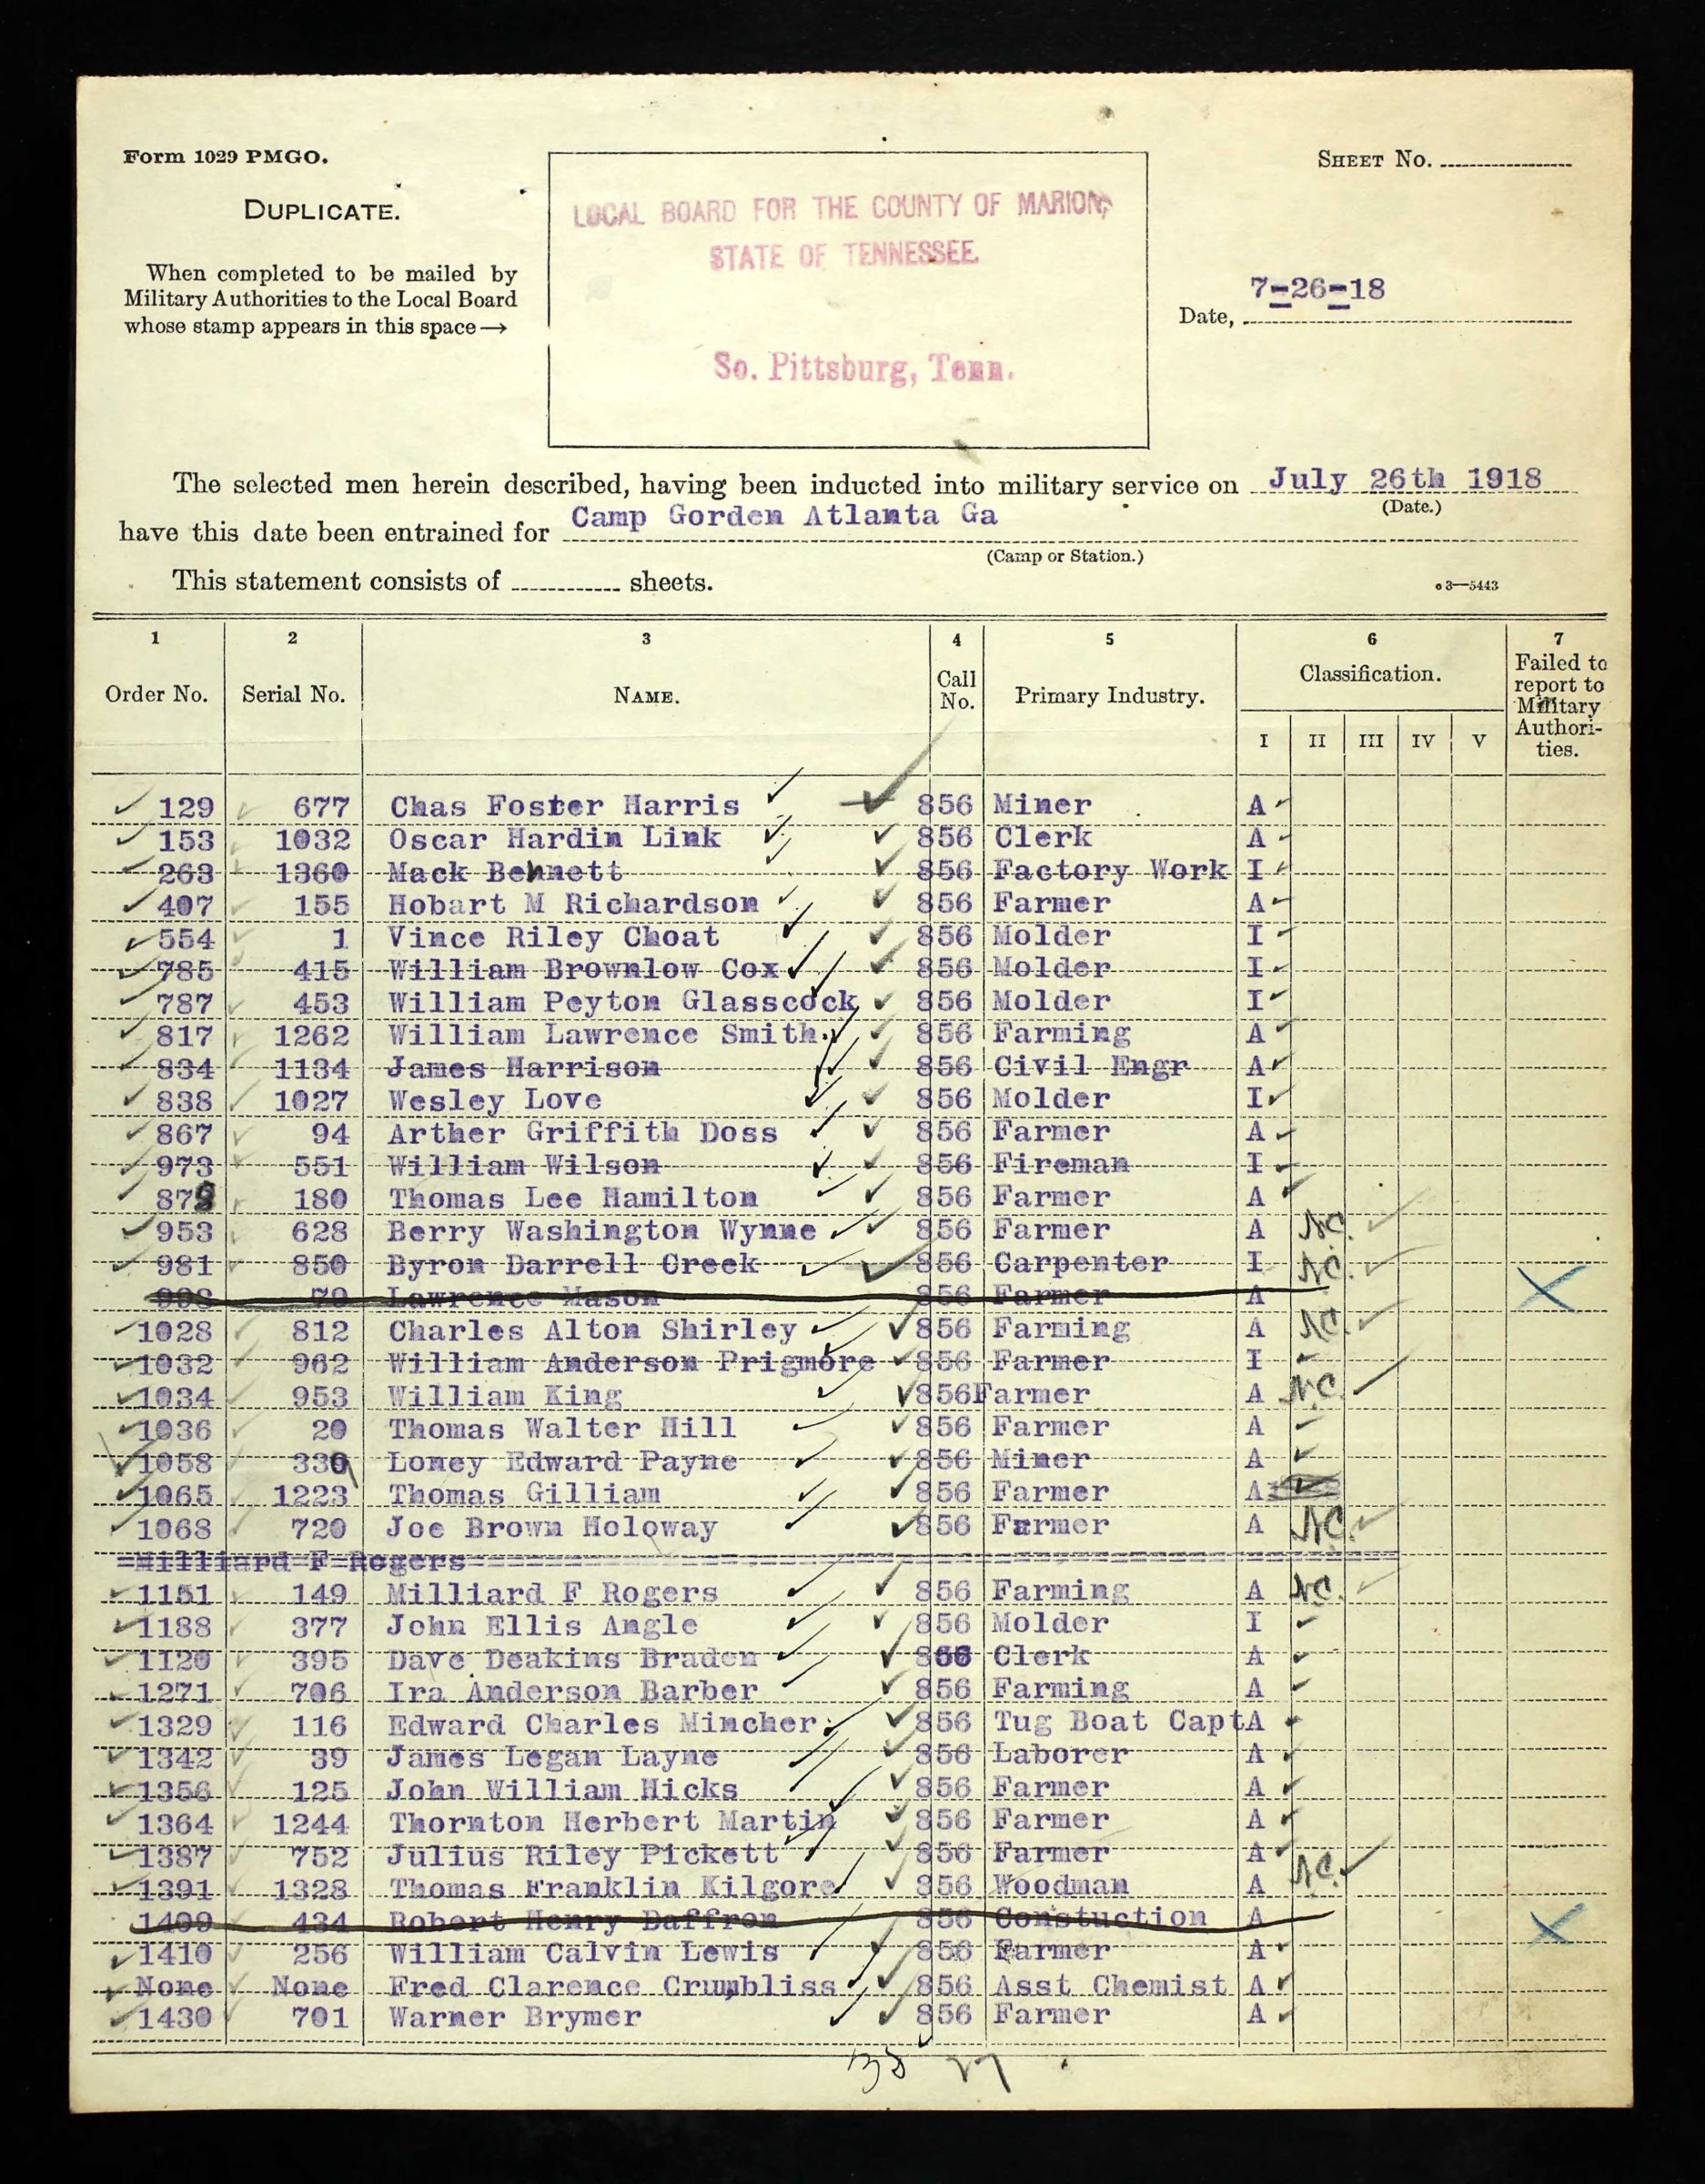 Form 1029 PMGO.
SHEET No.
DUPLICATE.
When completed to be mailed by
Military Authorities to the Local Board
whose stamp appears in this space→
LOCAL BOARD FOR THE COUNTY OF MARION,
STATE OF TENNESSEE.
So. Pittsburg, Tenn.
7-26-18
Date,
The selected men herein described, having been inducted into military service on July 26th 1918
(Date.)
have this date been entrained for Camp Gorden Atlanta Ga
(Camp or Station.)
This statement consists of sheets.
3—5443
1 2 3 4 5 6 7
Order No. Serial No. NAME. Call No. Primary Industry. Classification. Failed to report to Military Authori- ties.
I II III IV V
129 677 Chas Foster Harris 856 Miner A
153 1032 Oscar Hardin Link 856 Clerk A
263 1360 Mack Bennett 856 Factory Work I
407 155 Hobart M Richardson 856 Farmer A
554 1 Vince Riley Choat 856 Molder I
785 415 William Brownlow Cox 856 Molder I
787 453 William Peyton Glasscock 856 Molder I
817 1262 William Lawrence Smith. 856 Farming A
834 1134 James Harrison 856 Civil Engr A
838 1027 Wesley Love 856 Molder I
867 94 Arther Griffith Doss 856 Farmer A
973 551 William Wilson 856 Fireman I
878 180 Thomas Lee Hamilton 856 Farmer A
953 628 Berry Washington Wynne 856 Farmer A N.C.
981 850 Byron Darrell Creek 856 Carpenter I N.C.
998 79 Lawrence Mason 856 Farmer A X
1028 812 Charles Alton Shirley 856 Farming A N.C.
1032 962 William Anderson Prigmore 856 Farmer I
1034 953 William King 856 Farmer A N.C.
1036 20 Thomas Walter Hill 856 Farmer A
1058 339 Loney Edward Payne 856 Miner A
1065 1223 Thomas Gilliam 856 Farmer A
1068 720 Joe Brown Holoway 856 Farmer A N.C.
Milliard F Rogers
1151 149 Milliard F Rogers 856 Farming A N.C.
1188 377 John Ellis Angle 856 Molder I
1120 395 Dave Deakins Braden 866 Clerk A
1271 706 Ira Anderson Barber 856 Farming A
1329 116 Edward Charles Mincher. 856 Tug Boat Capt A
1342 39 James Legan Layne 856 Laborer A
1356 125 John William Hicks 856 Farmer A
1364 1244 Thornton Herbert Martin 856 Farmer A
1387 752 Julius Riley Pickett 856 Farmer A
1391 1328 Thomas Franklin Kilgore 856 Woodman A N.C.
1409 434 Robert Henry Daffron 856 Constuction A X
1410 256 William Calvin Lewis 856 Farmer A
None None Fred Clarence Crumbliss 856 Asst Chemist A
1430 701 Warner Brymer 856 Farmer A
38 27